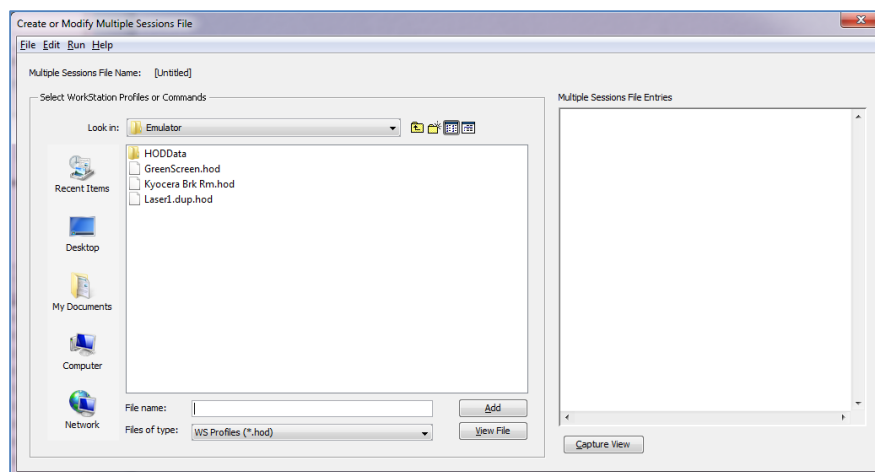 Create or Modify Multiple Sessions File
File Edit Run Help
Multiple Sessions File Name: [Untitled]
Select WorkStation Profiles or Commands
Look in: Emulator
HODData
GreenScreen.hod
Kyocera Brk Rm.hod
Laser1.dup.hod
Recent Items
Desktop
My Documents
Computer
Network
File name:
Add
Files of type: WS Profiles (*.hod)
View File
Multiple Sessions File Entries
Capture View